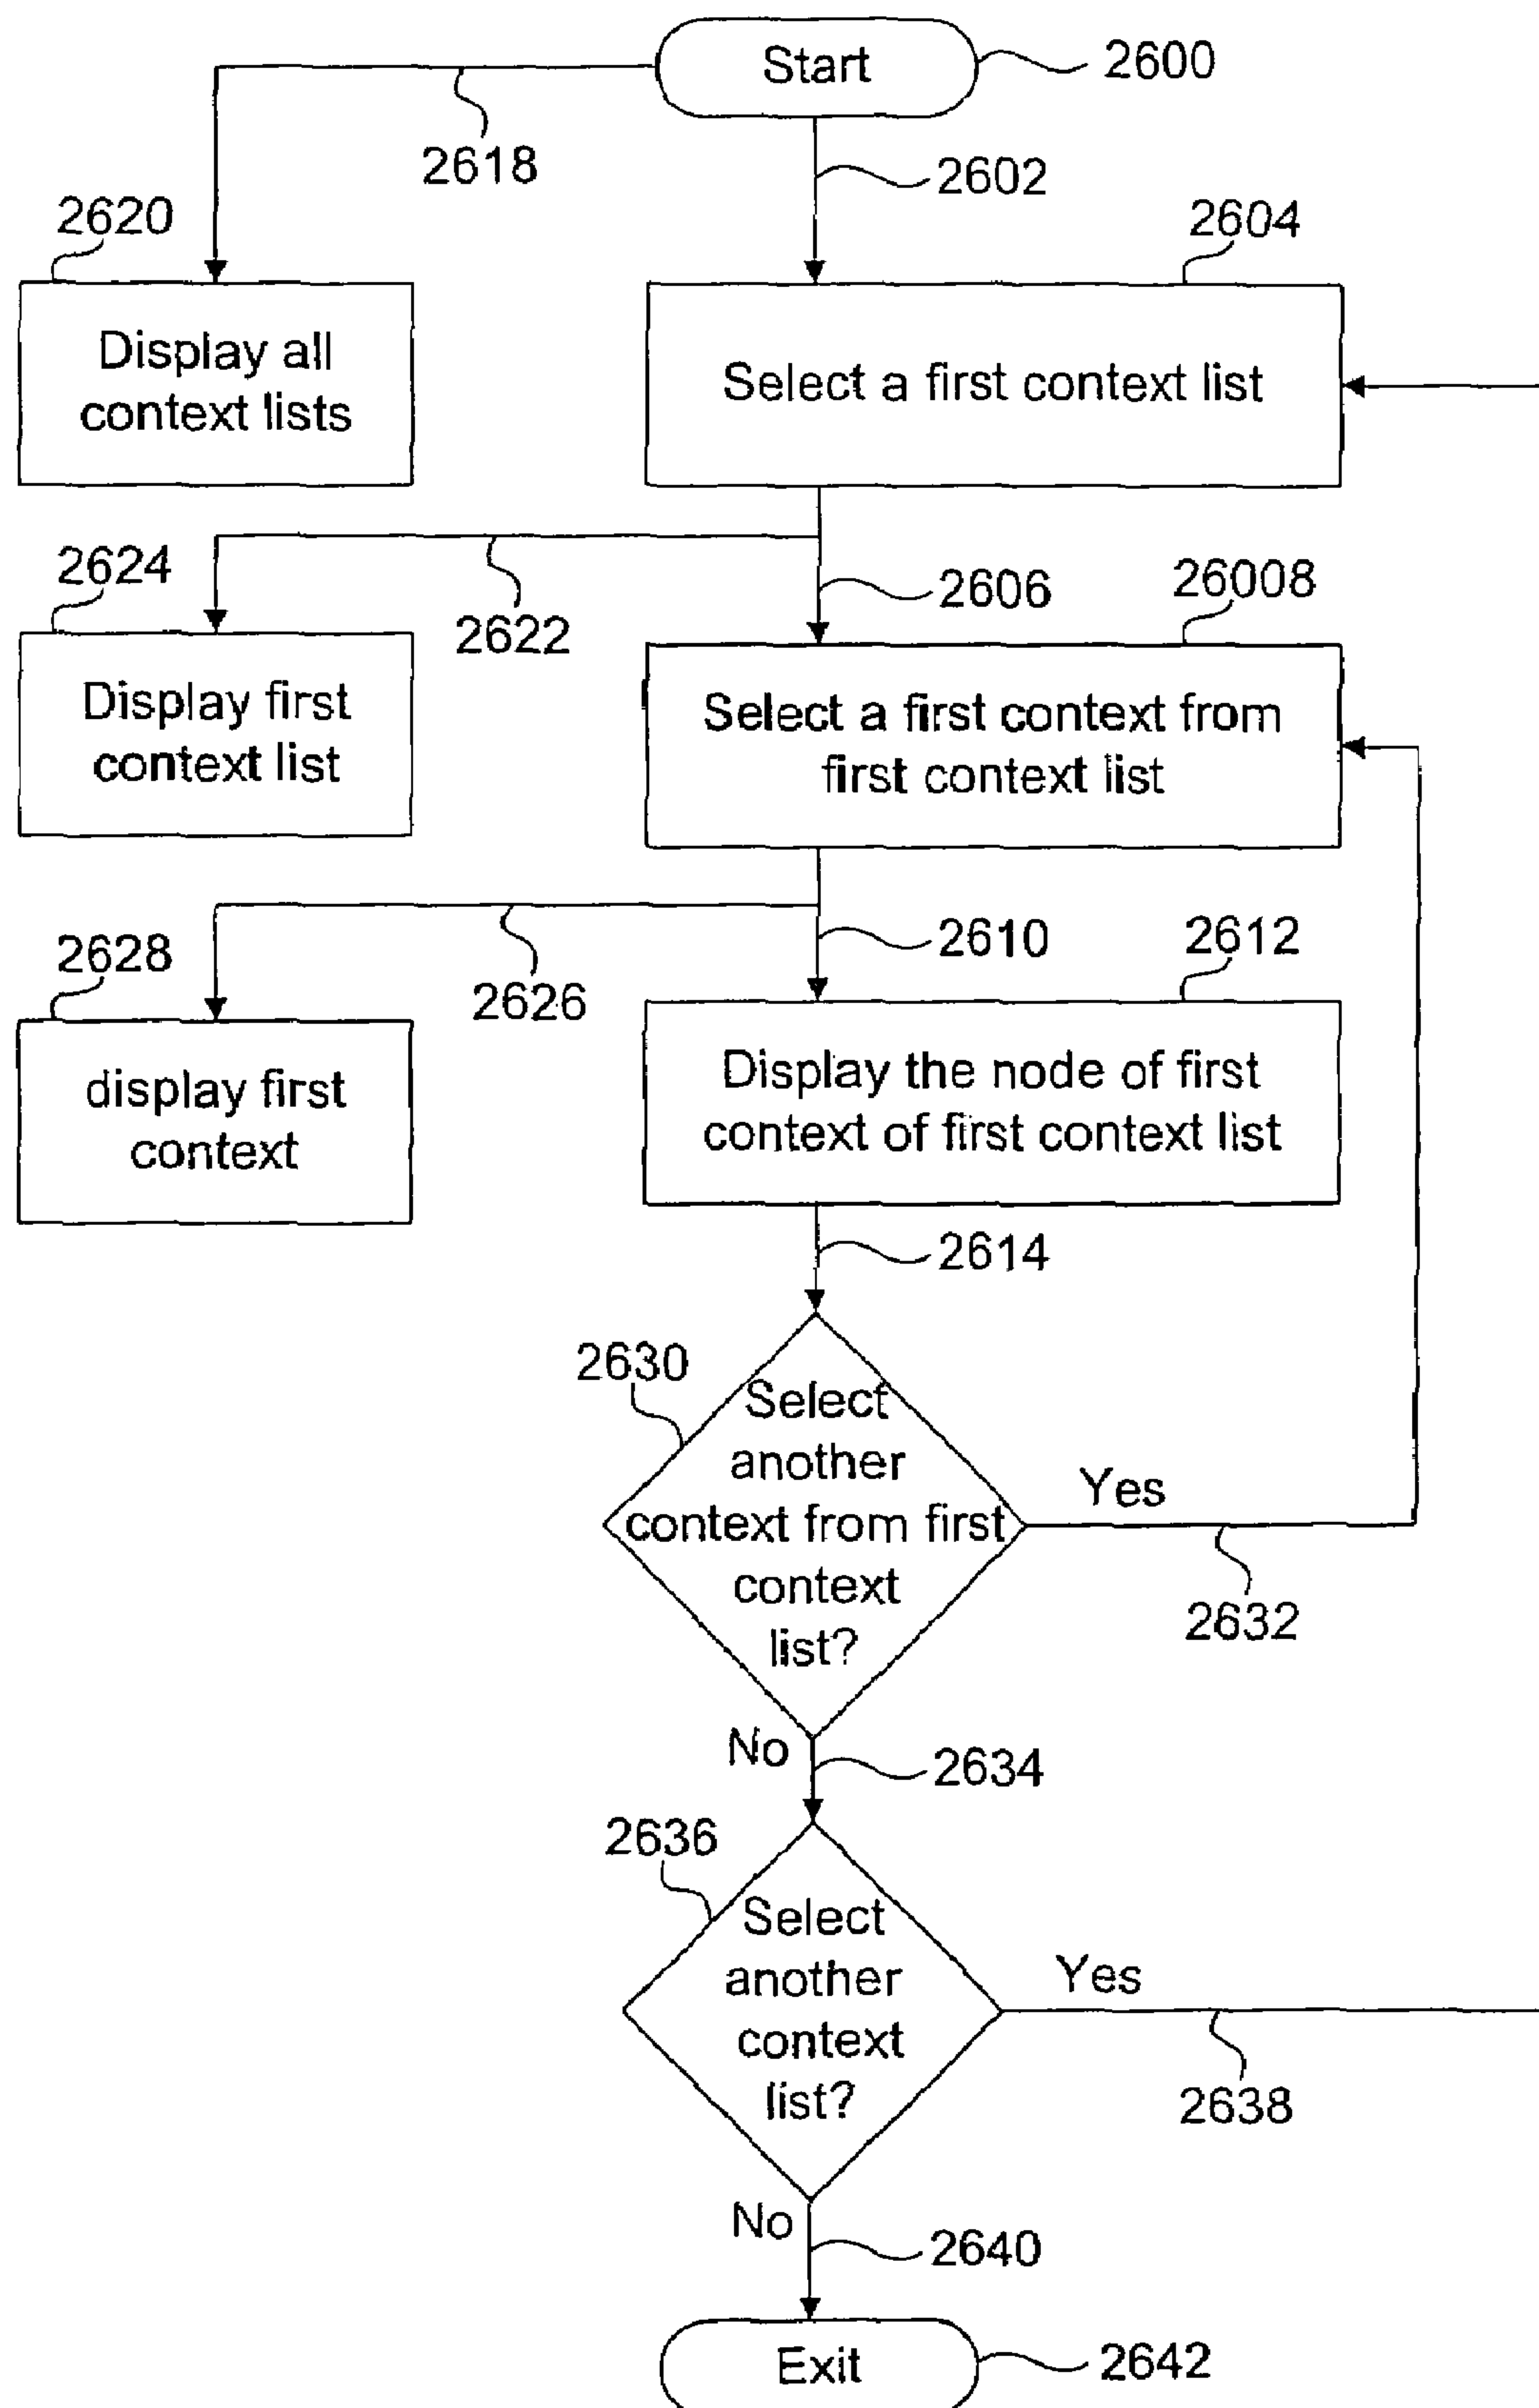 Start
2600
2618
2602
2620
2604
Display all
context lists
Select a first context list
2624
2622
2606
26008
Display first
context list
Select a first context from
first context list
2628
2626
2610
2612
display first
context
Display the node of first
context of first context list
2614
2630
Select
another
context from first
context
list?
Yes
2632
No
2634
2636
Select
another
context
list?
Yes
2638
No
2640
Exit
2642